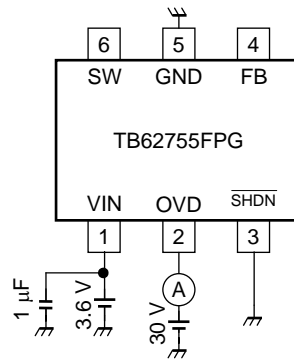 6 5 4
SW GND FB
TB62755FPG
VIN OVD SHDN
1 2 3
1 μF
3.6 V
30 V
A